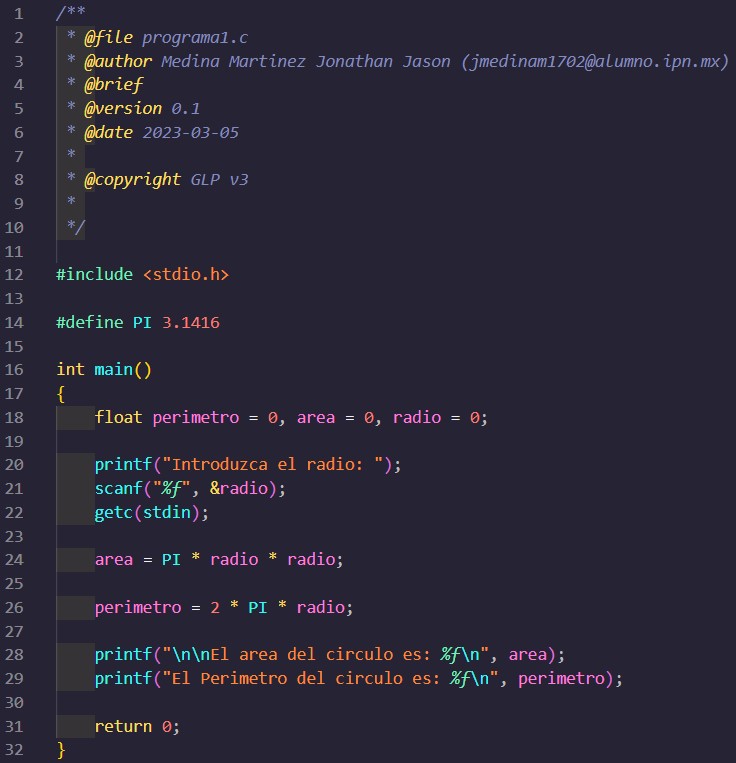 1 /**
2  * @file programa1.c
3  * @author Medina Martinez Jonathan Jason (jmedinam1702@alumno.ipn.mx)
4  * @brief
5  * @version 0.1
6  * @date 2023-03-05
7  *
8  * @copyright GLP v3
9  *
10  */
11
12 #include <stdio.h>
13
14 #define PI 3.1416
15
16 int main()
17 {
18     float perimetro = 0, area = 0, radio = 0;
19
20     printf("Introduzca el radio: ");
21     scanf("%f", &radio);
22     getc(stdin);
23
24     area = PI * radio * radio;
25
26     perimetro = 2 * PI * radio;
27
28     printf("\n\nEl area del circulo es: %f\n", area);
29     printf("El Perimetro del circulo es: %f\n", perimetro);
30
31     return 0;
32 }